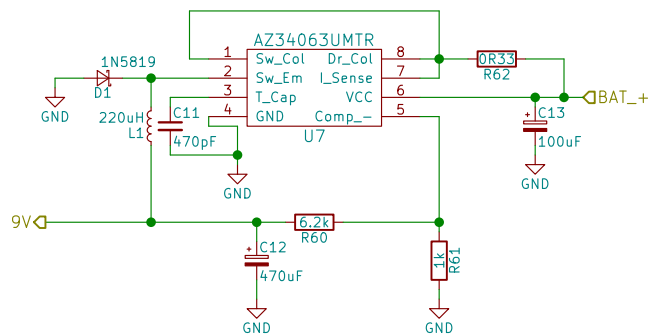 AZ34063UMTR
1N5819
D1
GND
1 Sw_Col Dr_Col 8
2 Sw_Em I_Sense 7
3 T_Cap VCC 6
4 GND Comp_- 5
U7
0R33
R62
BAT_+
C13
100uF
GND
220uH
L1
C11
470pF
GND
9V
6.2k
R60
C12
470uF
GND
1k
R61
GND